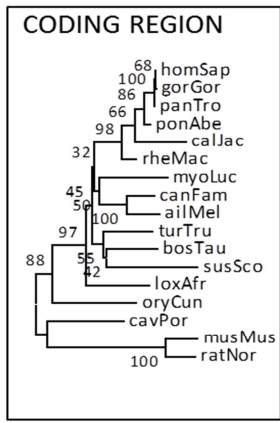 CODING REGION
68 homSap
100 gorGor
86 panTro
66 ponAbe
98 calJac
32 rheMac
myoLuc
45 canFam
50 100 ailMel
97 turTru
55 bosTau
42 susSco
88 loxAfr
oryCun
cavPor
musMus
100 ratNor